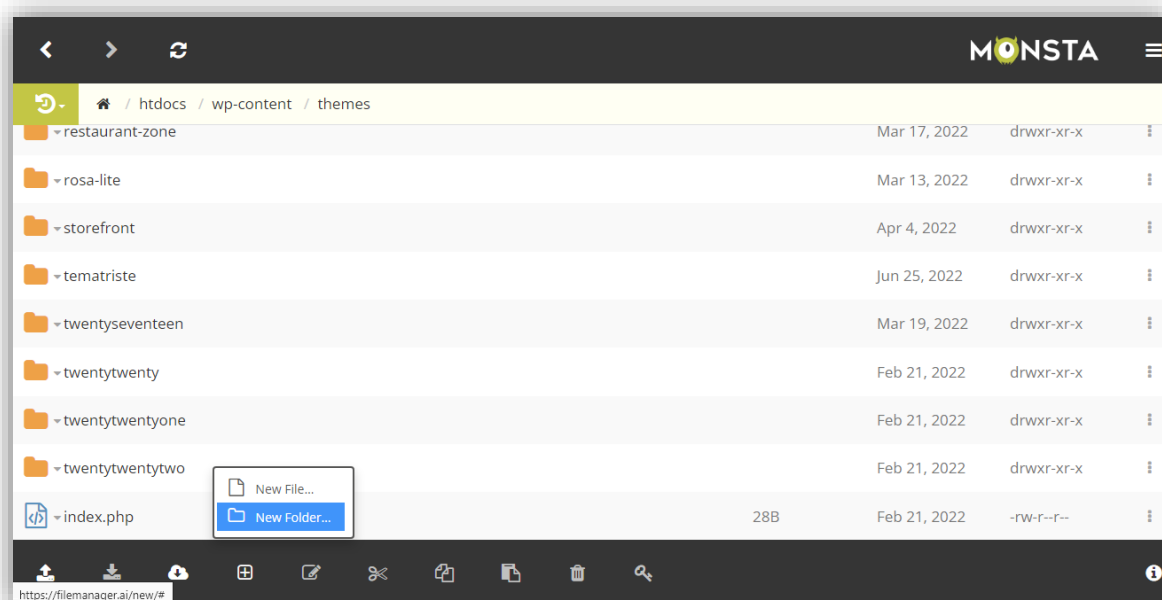 MONSTA
/ htdocs / wp-content / themes
restaurant-zone Mar 17, 2022 drwxr-xr-x
rosa-lite Mar 13, 2022 drwxr-xr-x
storefront Apr 4, 2022 drwxr-xr-x
tematriste Jun 25, 2022 drwxr-xr-x
twentyseventeen Mar 19, 2022 drwxr-xr-x
twentytwenty Feb 21, 2022 drwxr-xr-x
twentytwentyone Feb 21, 2022 drwxr-xr-x
twentytwentytwo Feb 21, 2022 drwxr-xr-x
New File...
index.php 28B Feb 21, 2022 -rw-r--r--
New Folder...
https://filemanager.ai/new/#